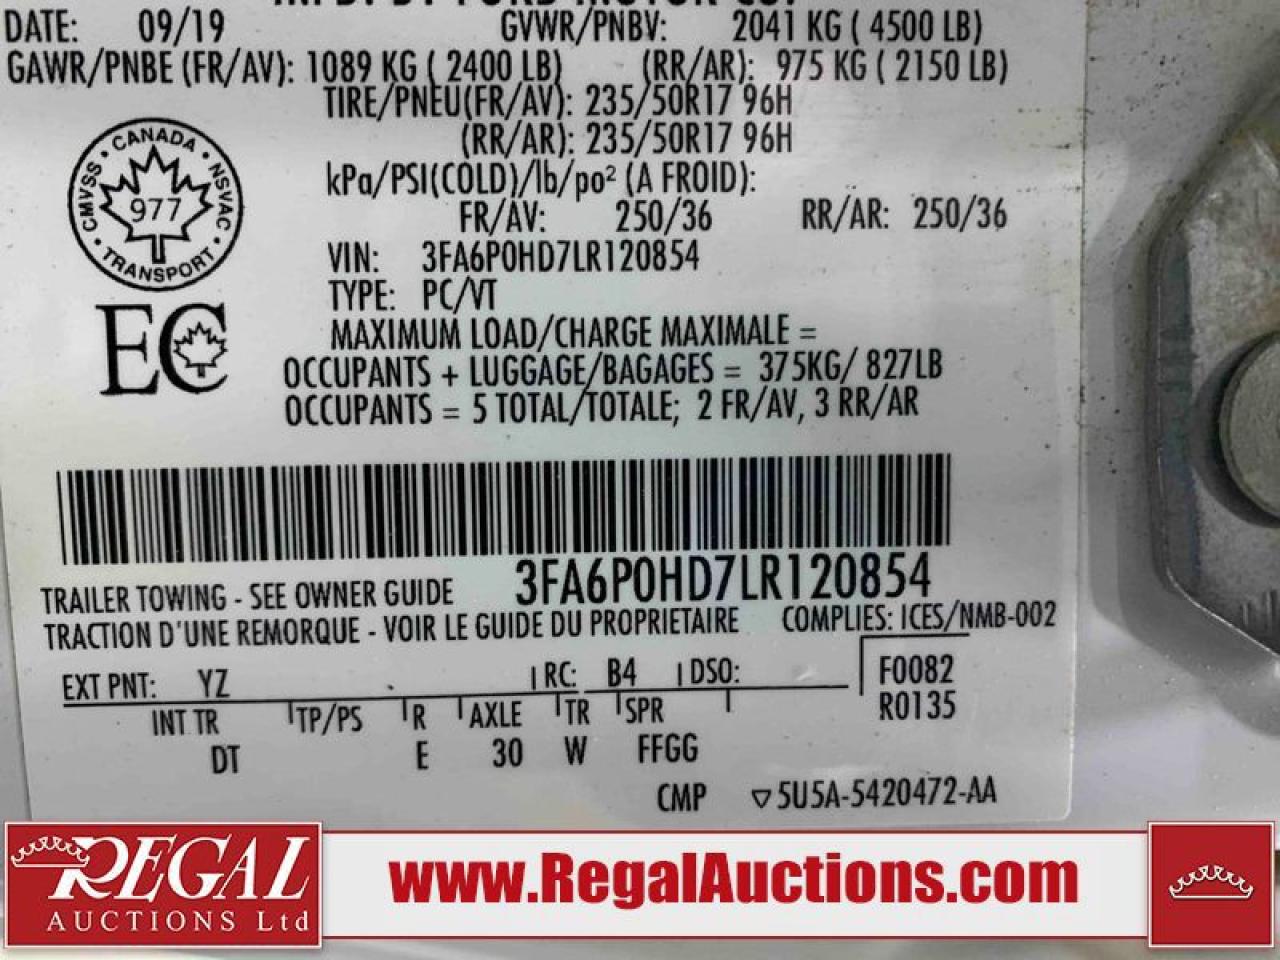 MFD. BY FORD MOTOR CO.
DATE: 09/19 GVWR/PNBV: 2041 KG ( 4500 LB)
GAWR/PNBE (FR/AV): 1089 KG ( 2400 LB) (RR/AR): 975 KG ( 2150 LB)
TIRE/PNEU(FR/AV): 235/50R17 96H
(RR/AR): 235/50R17 96H
kPa/PSI(COLD)/lb/po² (A FROID):
FR/AV: 250/36 RR/AR: 250/36
CMVSS • CANADA • NSVAC • TRANSPORT •
977
VIN: 3FA6P0HD7LR120854
TYPE: PC/VT
EC
MAXIMUM LOAD/CHARGE MAXIMALE =
OCCUPANTS + LUGGAGE/BAGAGES = 375KG/ 827LB
OCCUPANTS = 5 TOTAL/TOTALE; 2 FR/AV, 3 RR/AR
3FA6P0HD7LR120854
TRAILER TOWING - SEE OWNER GUIDE
TRACTION D'UNE REMORQUE - VOIR LE GUIDE DU PROPRIETAIRE COMPLIES: ICES/NMB-002
EXT PNT: YZ RC: B4 DSO: F0082
R0135
INT TR TP/PS R AXLE TR SPR
DT E 30 W FFGG
CMP ▽5U5A-5420472-AA
REGAL
AUCTIONS Ltd
www.RegalAuctions.com